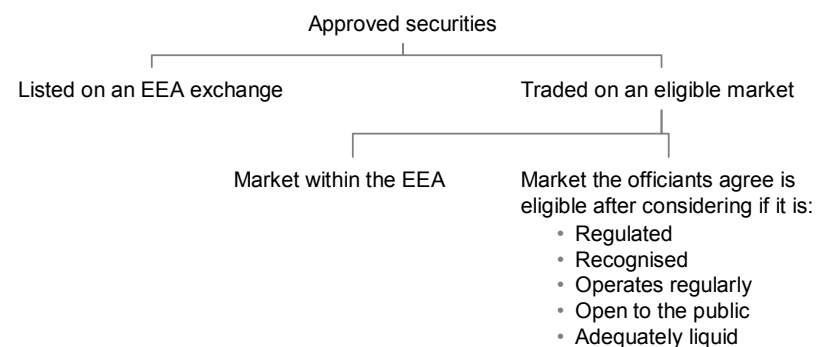 Approved securities
Listed on an EEA exchange
Traded on an eligible market
Market within the EEA
Market the officiants agree is
eligible after considering if it is:
• Regulated
• Recognised
• Operates regularly
• Open to the public
• Adequately liquid